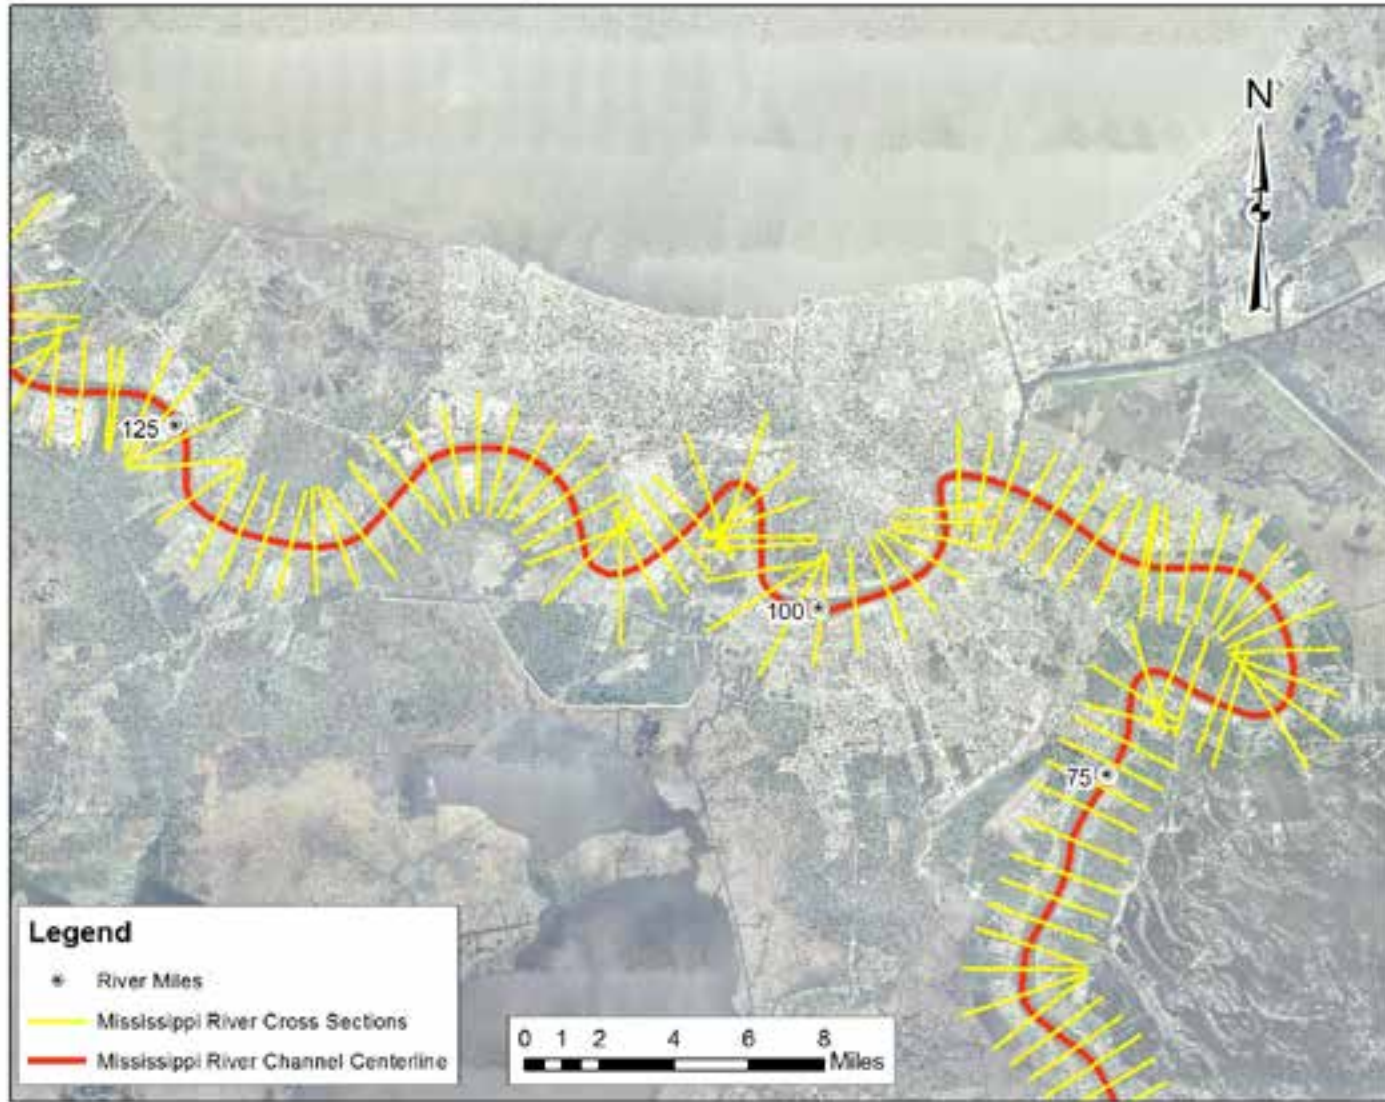 N
125
100
75
Legend
River Miles
Mississippi River Cross Sections
Mississippi River Channel Centerline
0 1 2 4 6 8
Miles